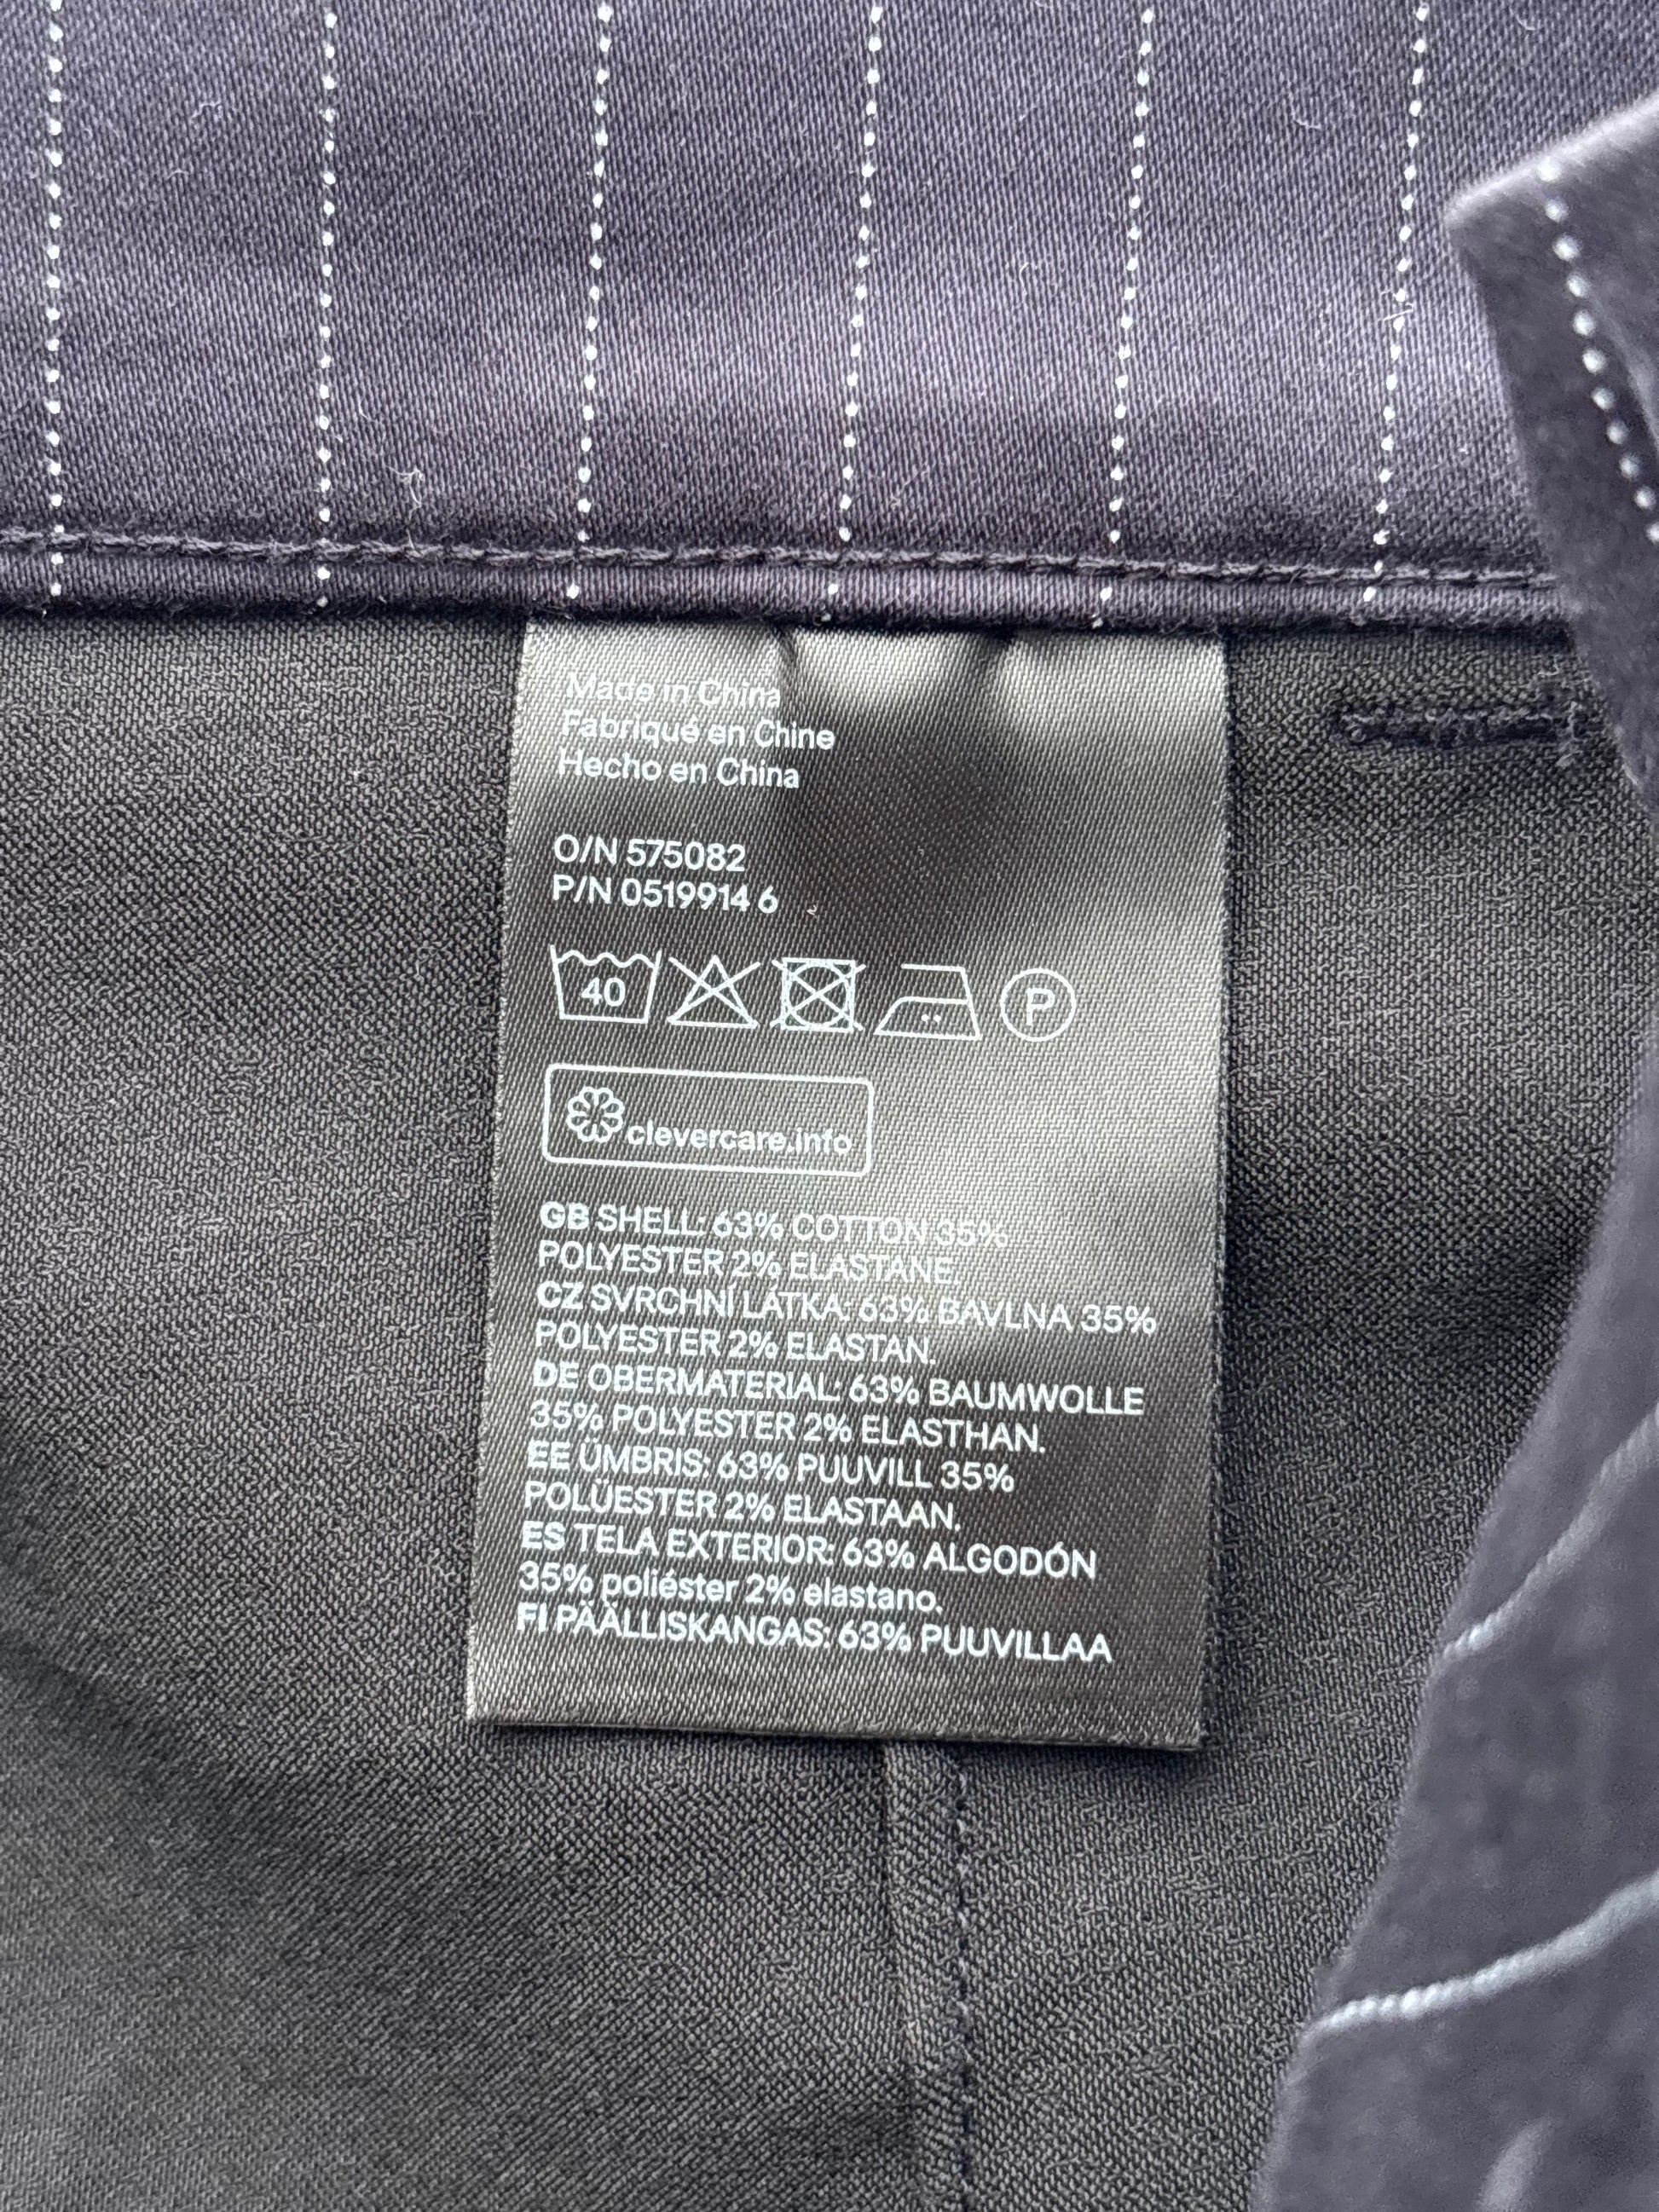 Made in China
Fabriqué en Chine
Hecho en China
O/N 575082
P/N 0519914 6
40
P
clevercare.info
GB SHELL: 63% COTTON 35%
POLYESTER 2% ELASTANE.
CZ SVRCHNÍ LÁTKA: 63% BAVLNA 35%
POLYESTER 2% ELASTAN.
DE OBERMATERIAL: 63% BAUMWOLLE
35% POLYESTER 2% ELASTHAN.
EE ÜMBRIS: 63% PUUVILL 35%
POLÜESTER 2% ELASTAAN.
ES TELA EXTERIOR: 63% ALGODÓN
35% poliéster 2% elastano.
FI PÄÄLLISKANGAS: 63% PUUVILLAA